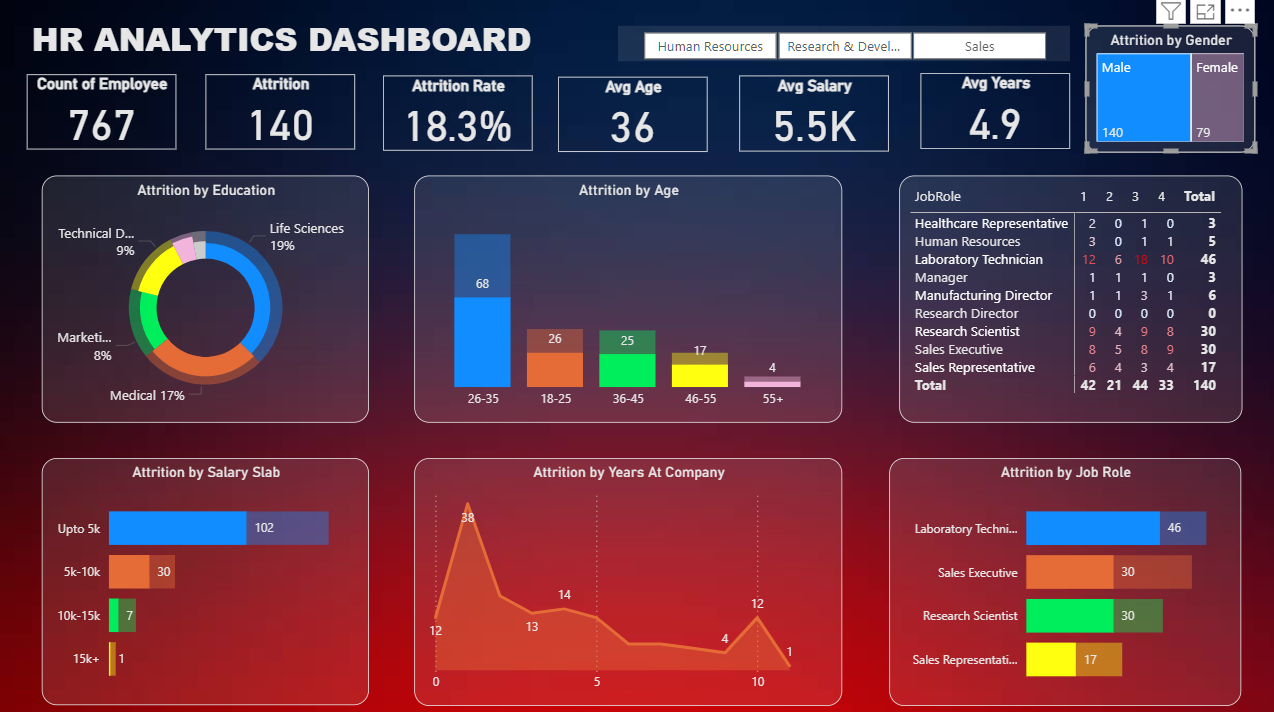 HR ANALYTICS DASHBOARD
Human Resources
Research & Devel...
Sales
Attrition by Gender
Male
Female
140
79
Count of Employee
767
Attrition
140
Attrition Rate
18.3%
Avg Age
36
Avg Salary
5.5K
Avg Years
4.9
Attrition by Education
Life Sciences
19%
Technical D...
9%
Marketi...
8%
Medical 17%
Attrition by Age
68
26
25
17
4
26-35 18-25 36-45 46-55 55+
JobRole 1 2 3 4 Total
Healthcare Representative 2 0 1 0 3
Human Resources 3 0 1 1 5
Laboratory Technician 12 6 18 10 46
Manager 1 1 1 0 3
Manufacturing Director 1 1 3 1 6
Research Director 0 0 0 0 0
Research Scientist 9 4 9 8 30
Sales Executive 8 5 8 9 30
Sales Representative 6 4 3 4 17
Total 42 21 44 33 140
Attrition by Salary Slab
Upto 5k 102
5k-10k 30
10k-15k 7
15k+ 1
Attrition by Years At Company
38
12
13
14
4
12
1
0 5 10
Attrition by Job Role
Laboratory Techni... 46
Sales Executive 30
Research Scientist 30
Sales Representati... 17